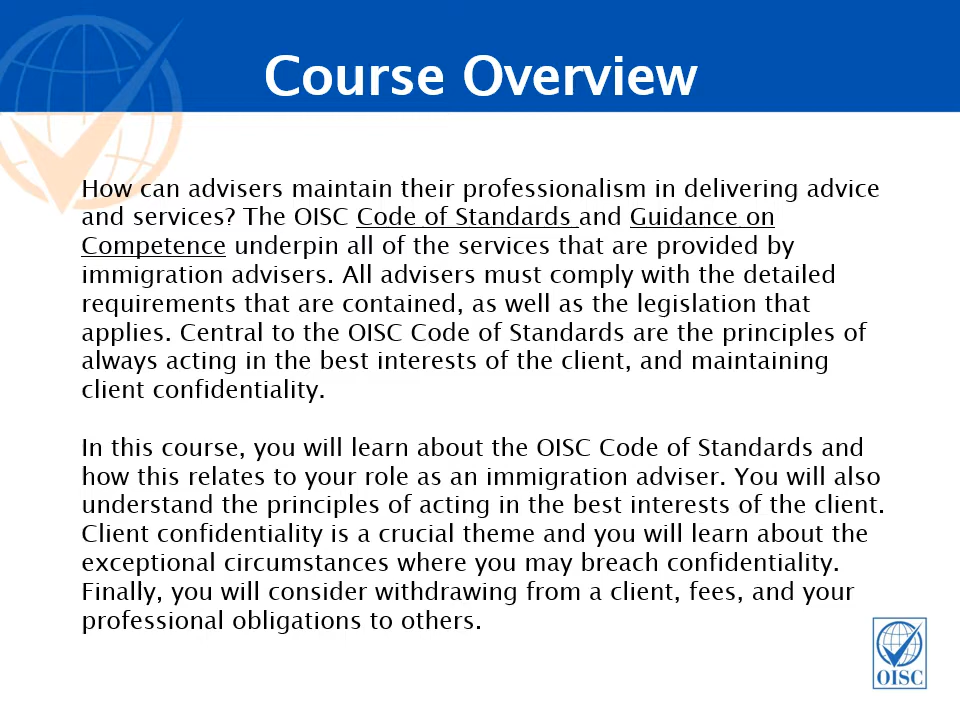 Course Overview
How can advisers maintain their professionalism in delivering advice
and services? The OISC Code of Standards and Guidance on
Competence underpin all of the services that are provided by
immigration advisers. All advisers must comply with the detailed
requirements that are contained, as well as the legislation that
applies. Central to the OISC Code of Standards are the principles of
always acting in the best interests of the client, and maintaining
client confidentiality.
In this course, you will learn about the OISC Code of Standards and
how this relates to your role as an immigration adviser. You will also
understand the principles of acting in the best interests of the client.
Client confidentiality is a crucial theme and you will learn about the
exceptional circumstances where you may breach confidentiality.
Finally, you will consider withdrawing from a client, fees, and your
professional obligations to others.
OISC